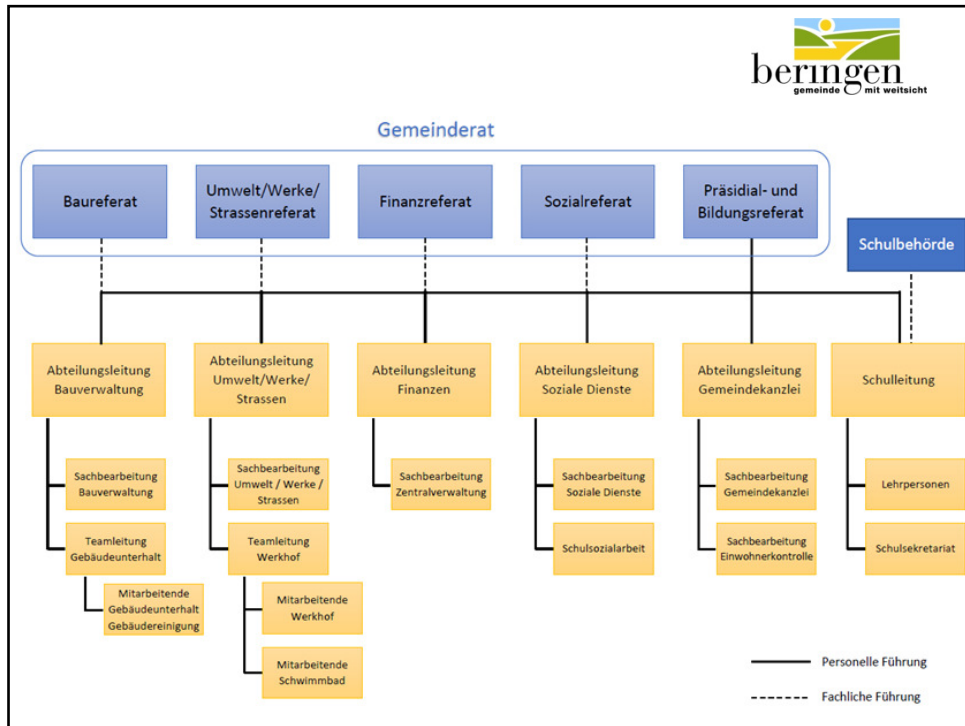 beringen
gemeinde mit weitsicht
Gemeinderat
Baureferat
Umwelt/Werke/
Strassenreferat
Finanzreferat
Sozialreferat
Präsidial- und
Bildungsreferat
Schulbehörde
Abteilungsleitung
Bauverwaltung
Abteilungsleitung
Umwelt/Werke/
Strassen
Abteilungsleitung
Finanzen
Abteilungsleitung
Soziale Dienste
Abteilungsleitung
Gemeindekanzlei
Schulleitung
Sachbearbeitung
Bauverwaltung
Sachbearbeitung
Umwelt / Werke /
Strassen
Sachbearbeitung
Zentralverwaltung
Sachbearbeitung
Soziale Dienste
Sachbearbeitung
Gemeindekanzlei
Lehrpersonen
Teamleitung
Gebäudeunterhalt
Teamleitung
Werkhof
Schulsozialarbeit
Sachbearbeitung
Einwohnerkontrolle
Schulsekretariat
Mitarbeitende
Gebäudeunterhalt
Gebäudereinigung
Mitarbeitende
Werkhof
Mitarbeitende
Schwimmbad
Personelle Führung
Fachliche Führung